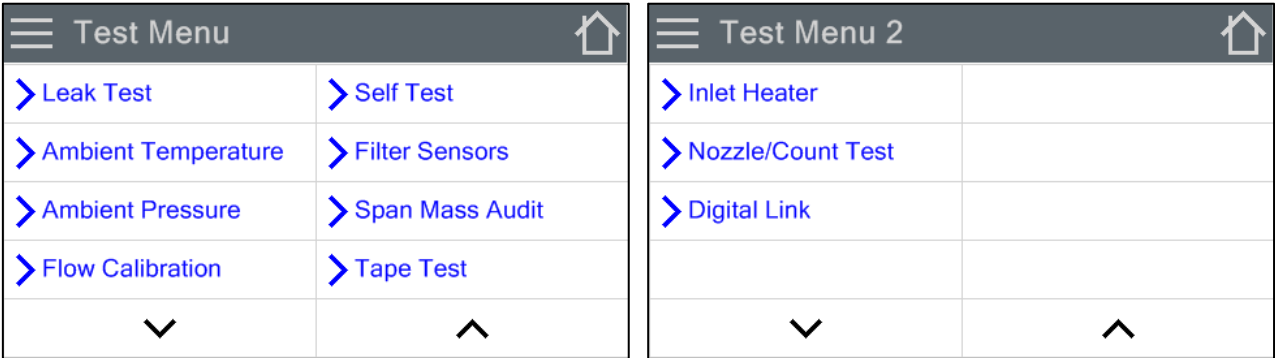 Test Menu
Leak Test
Self Test
Ambient Temperature
Filter Sensors
Ambient Pressure
Span Mass Audit
Flow Calibration
Tape Test
Test Menu 2
Inlet Heater
Nozzle/Count Test
Digital Link